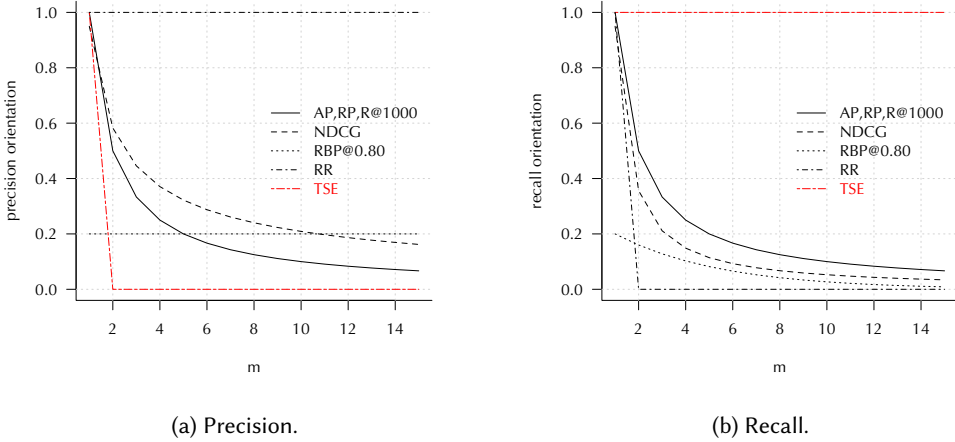 1.0
0.8
0.6
0.4
0.2
0.0
precision orientation
AP,RP,R@1000
NDCG
RBP@0.80
RR
TSE
2 4 6 8 10 12 14
m
(a) Precision.
1.0
0.8
0.6
0.4
0.2
0.0
recall orientation
AP,RP,R@1000
NDCG
RBP@0.80
RR
TSE
2 4 6 8 10 12 14
m
(b) Recall.